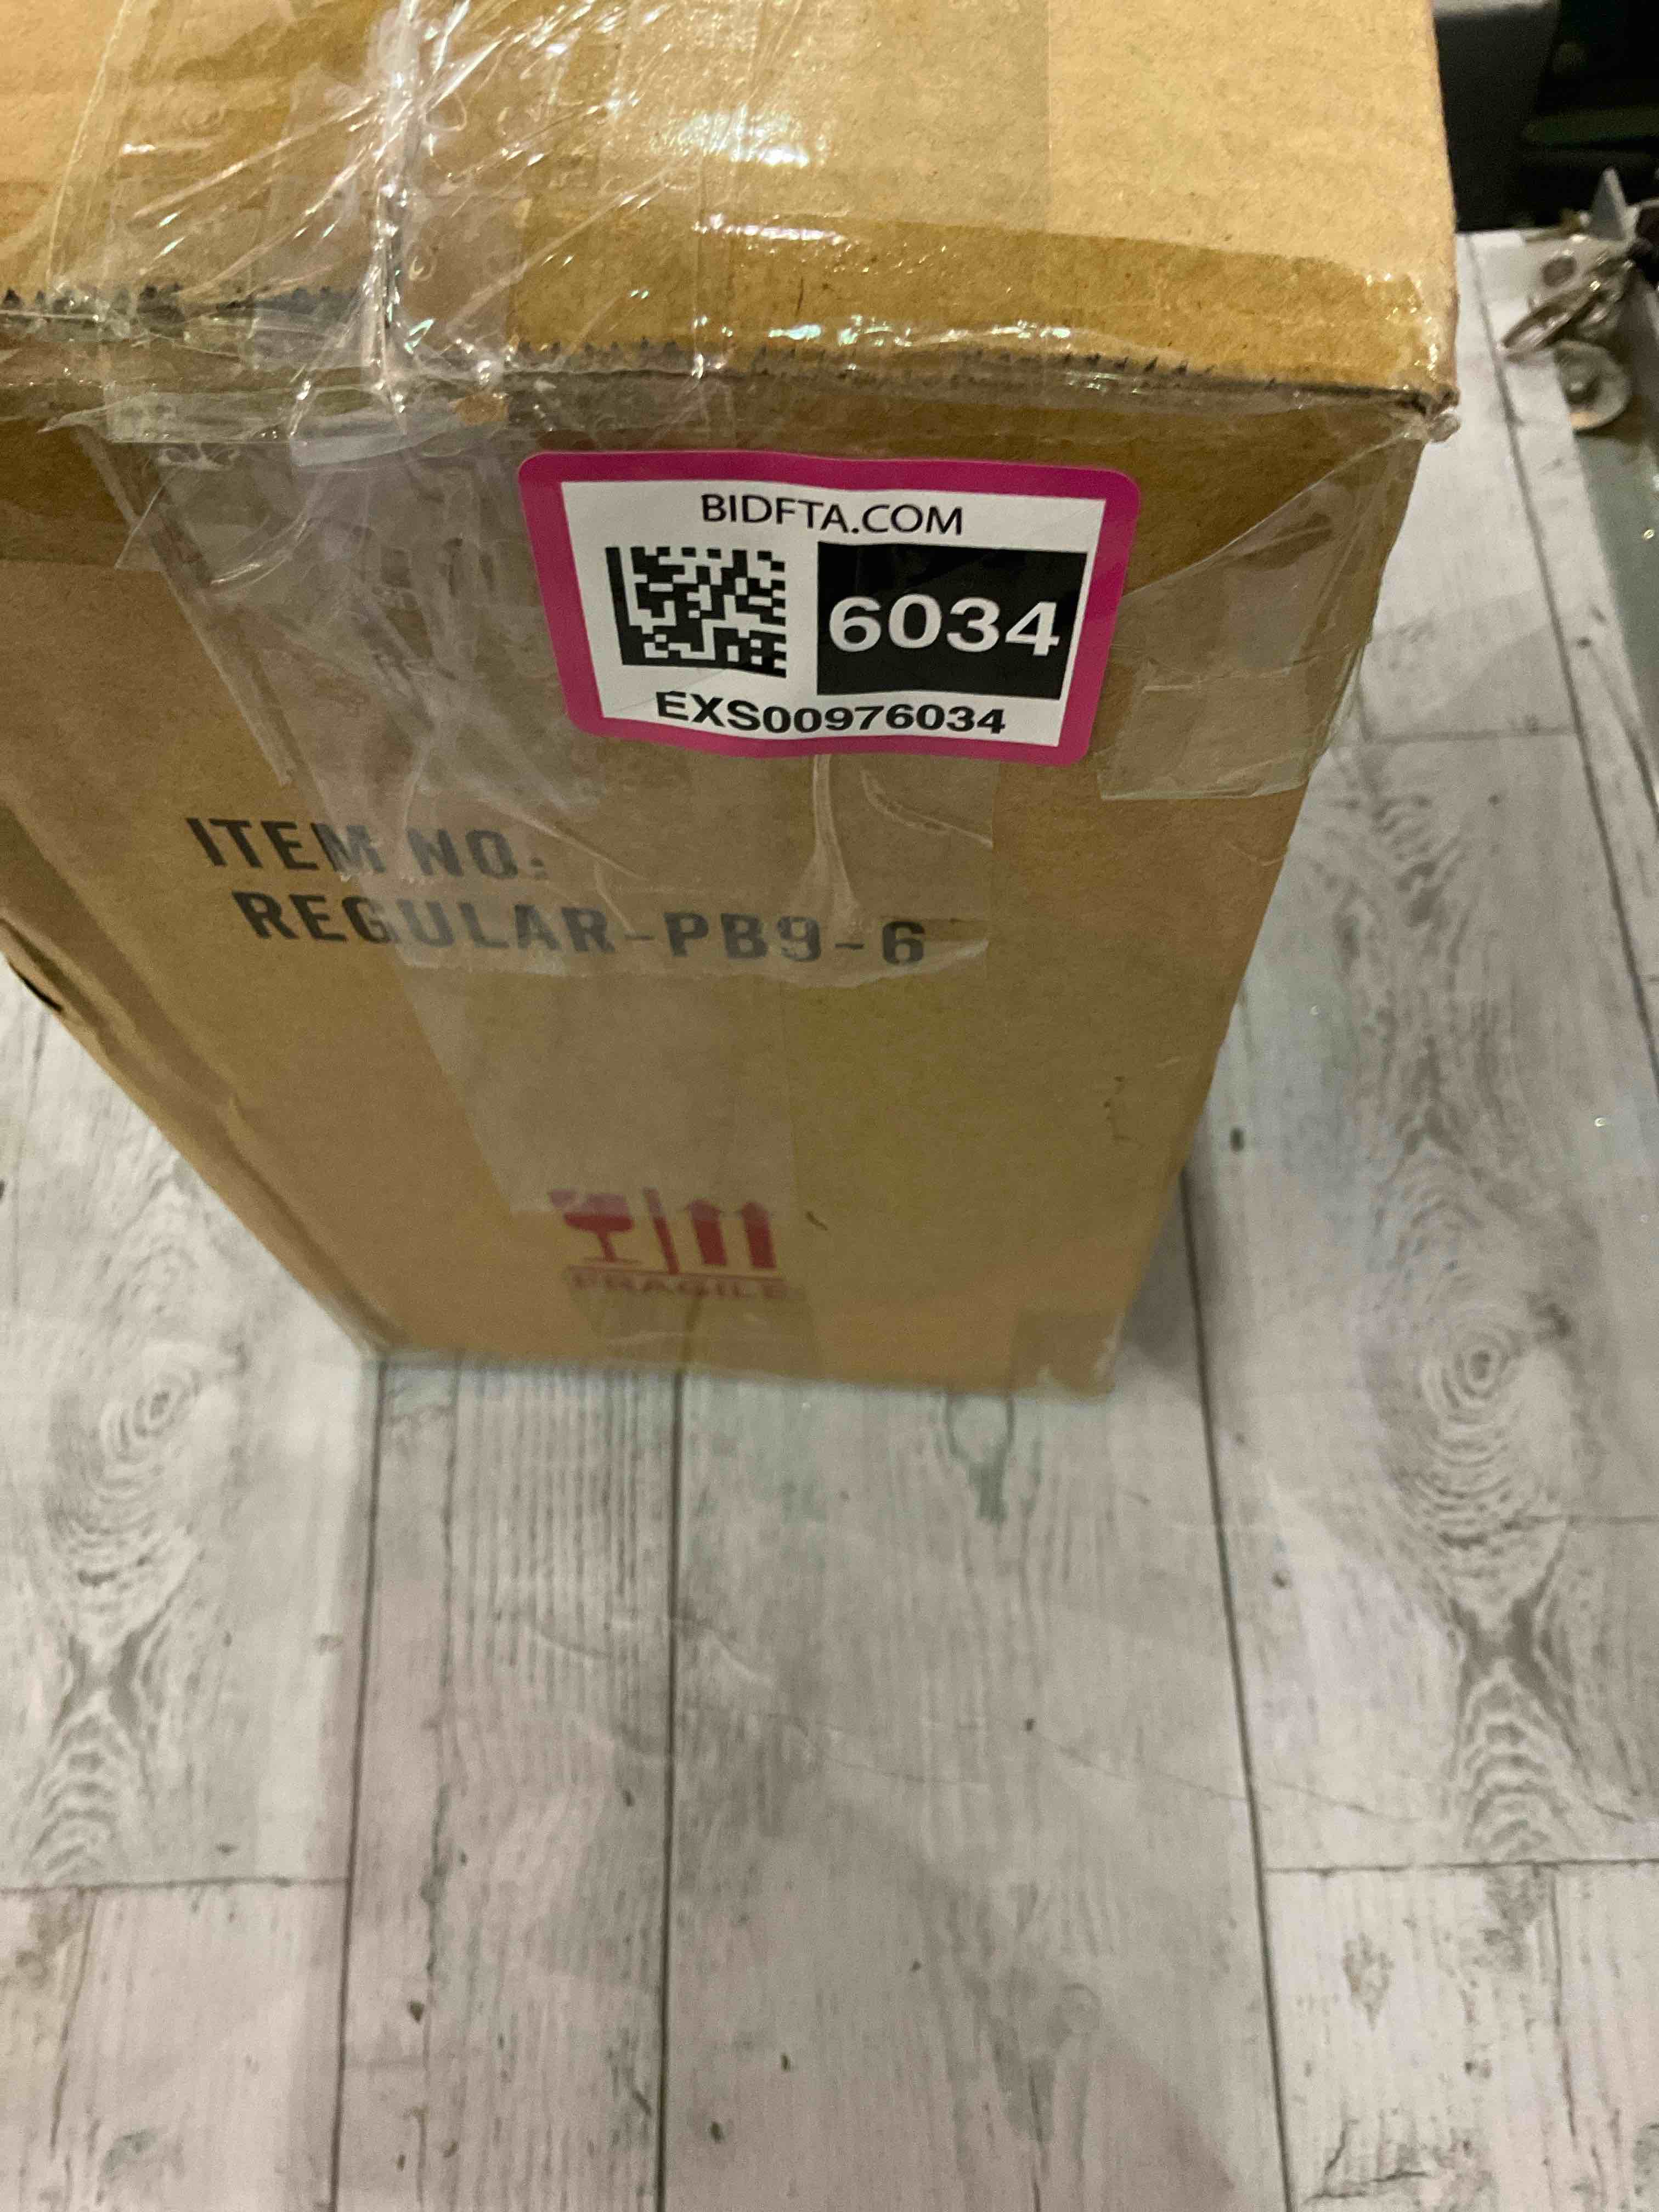 BIDFTA.COM
6034
EXS00976034
ITEM NO.:
REGULAR-PB9-6
FRAGILE